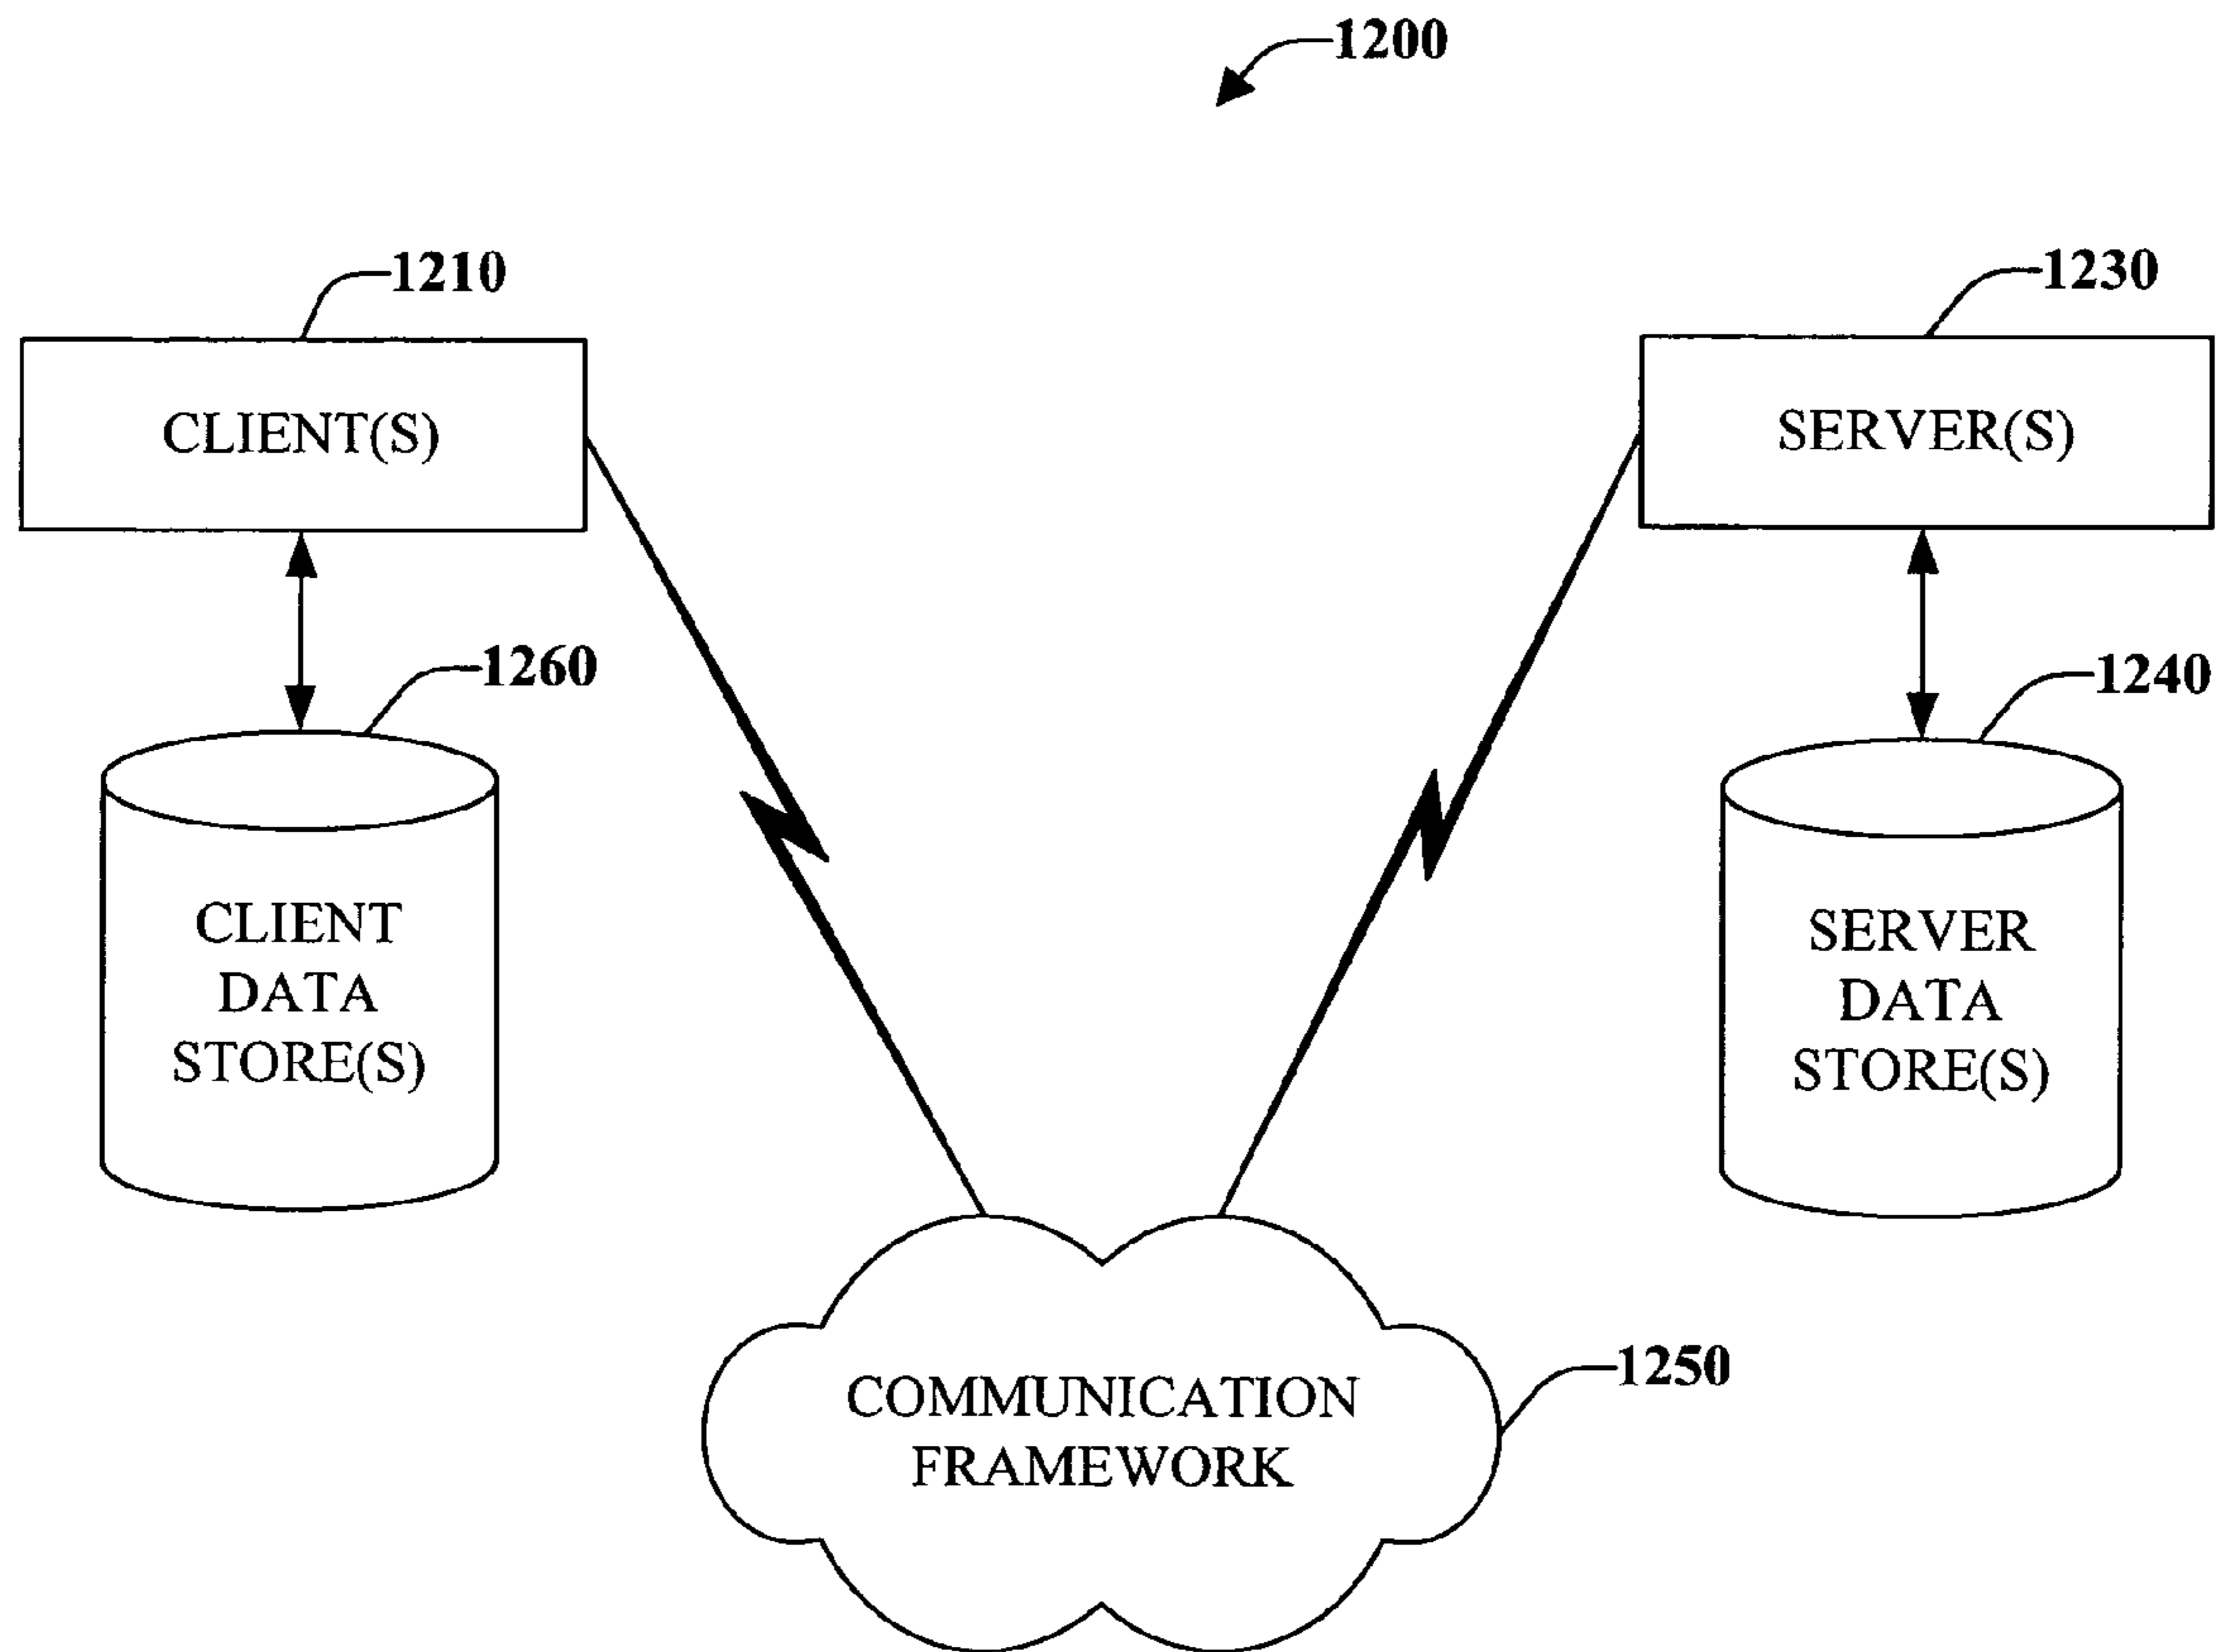 1200
1210
1230
CLIENT(S)
SERVER(S)
1260
1240
CLIENT
DATA
STORE(S)
SERVER
DATA
STORE(S)
1250
COMMUNICATION
FRAMEWORK